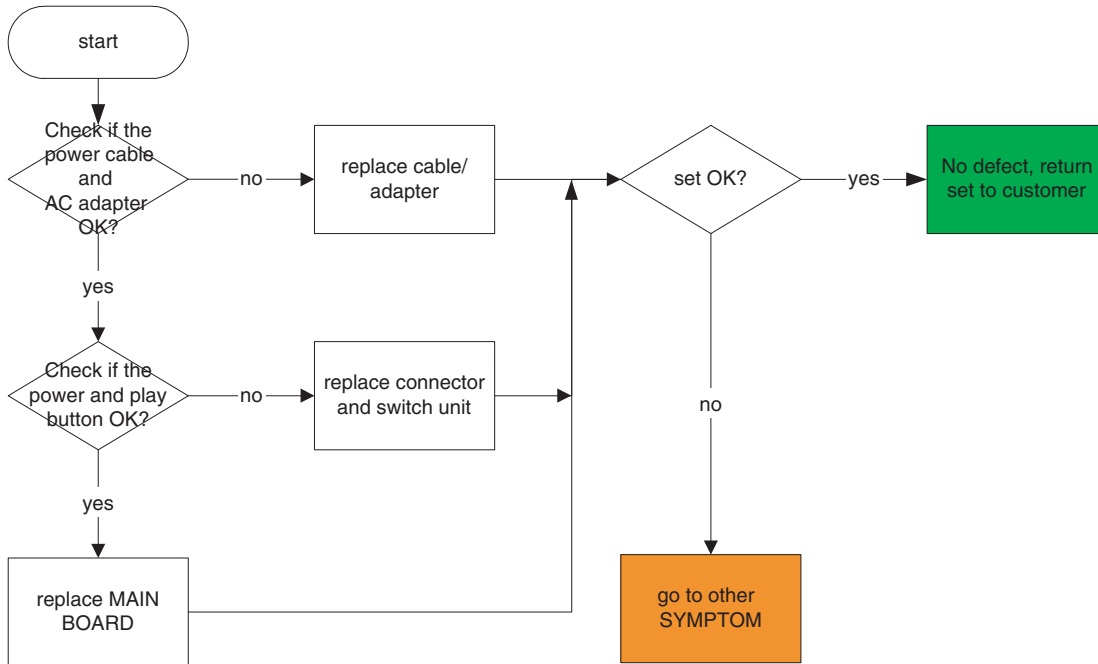 start
Check if the
power cable
and
AC adapter
OK?
no
replace cable/
adapter
set OK?
yes
No defect, return
set to customer
yes
Check if the
power and play
button OK?
no
replace connector
and switch unit
no
yes
replace MAIN
BOARD
go to other
SYMPTOM